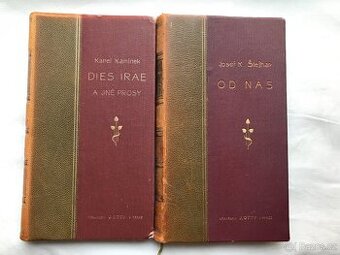 Karel Kamínek
DIES IRAE
A JINÉ PROSY
Josef K. Šlejhar
OD NÁS